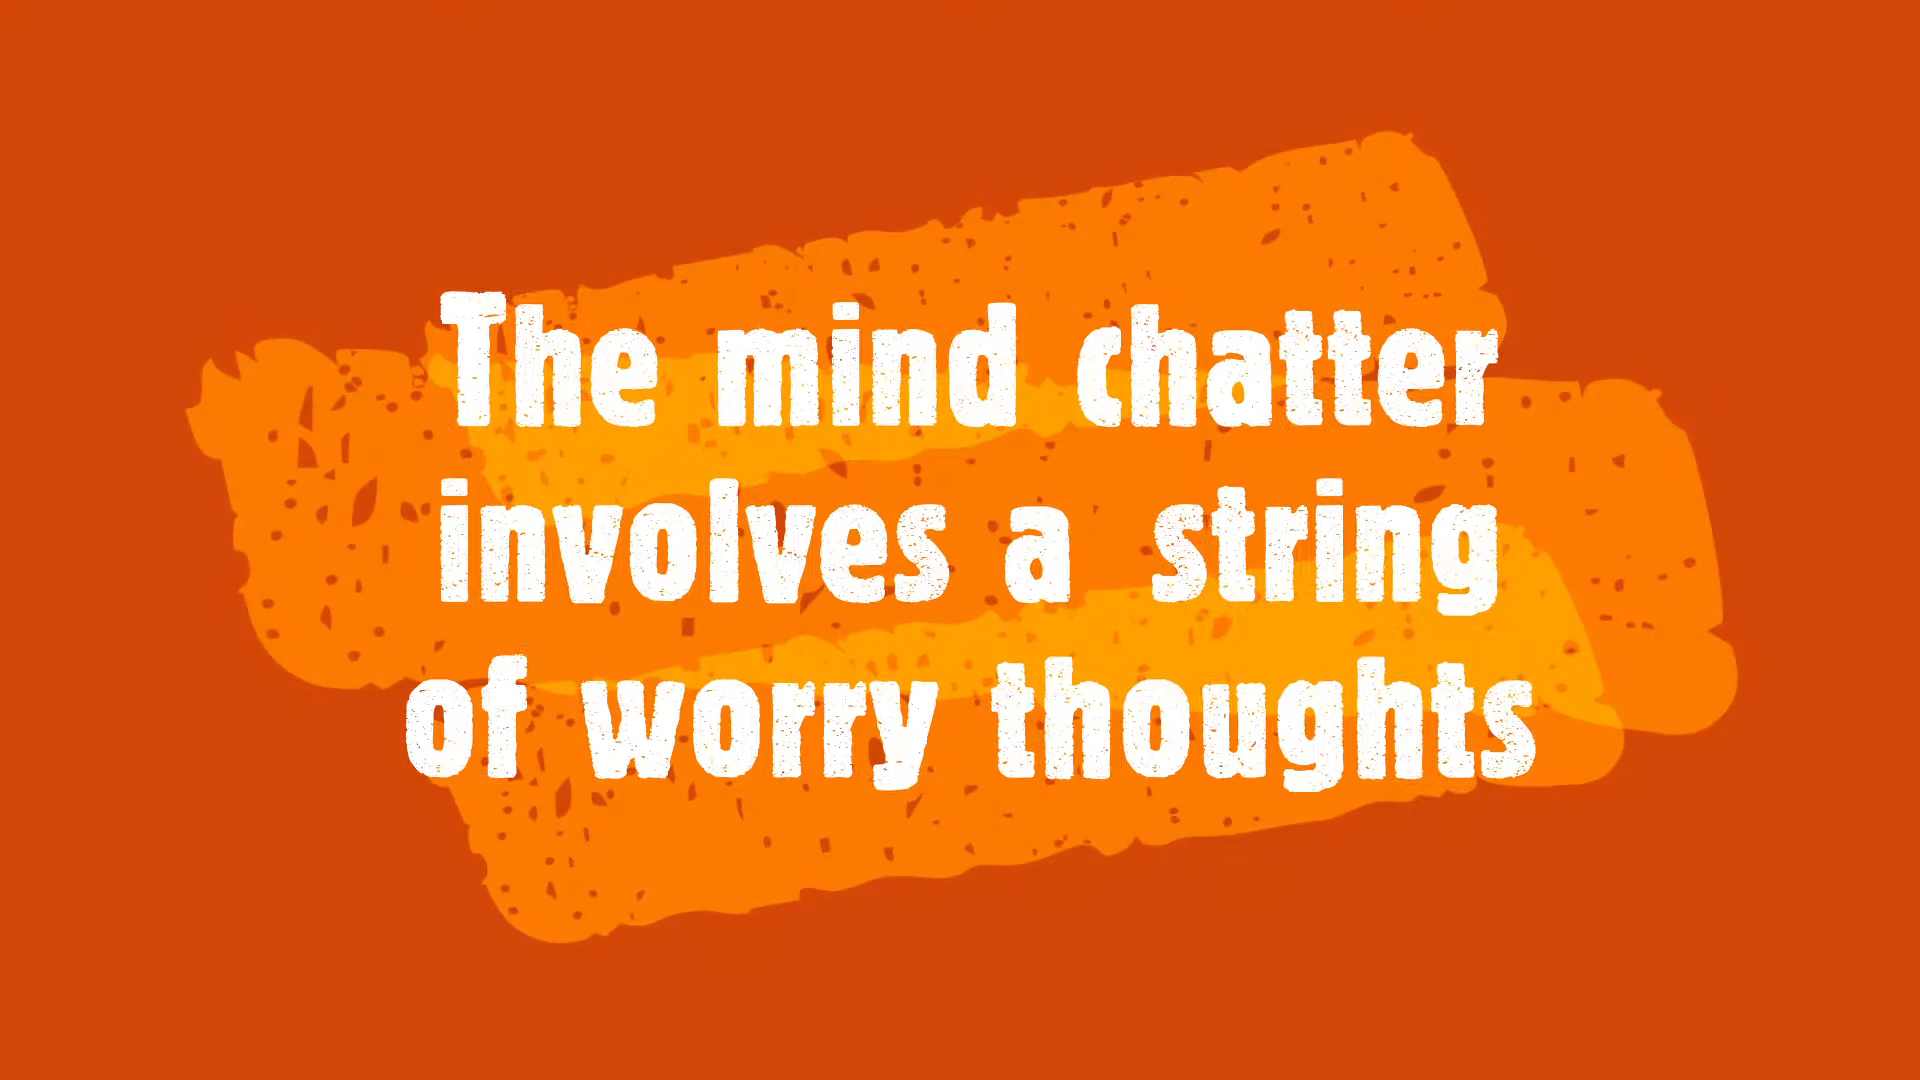 The mind chatter
involves a string
of worry thoughts